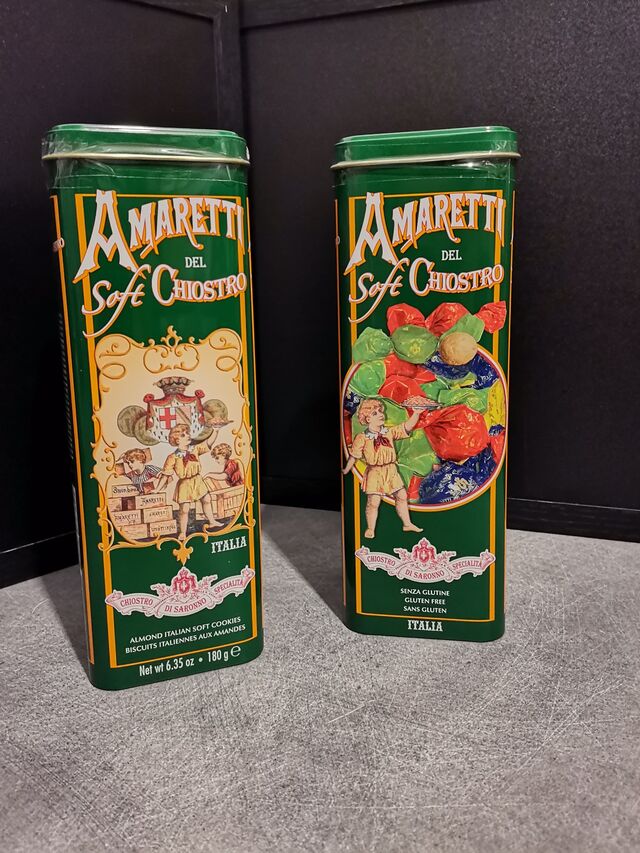 AMARETTI
DEL
Soft CHIOSTRO
AMARETTI
ITALIA
CHIOSTRO DI SARONNO SPECIALITÀ
ALMOND ITALIAN SOFT COOKIES
BISCUITS ITALIENNES AUX AMANDES
Net wt 6.35 oz • 180 g ℮
AMARETTI
DEL
Soft CHIOSTRO
CHIOSTRO DI SARONNO SPECIALITÀ
SENZA GLUTINE
GLUTEN FREE
SANS GLUTEN
ITALIA